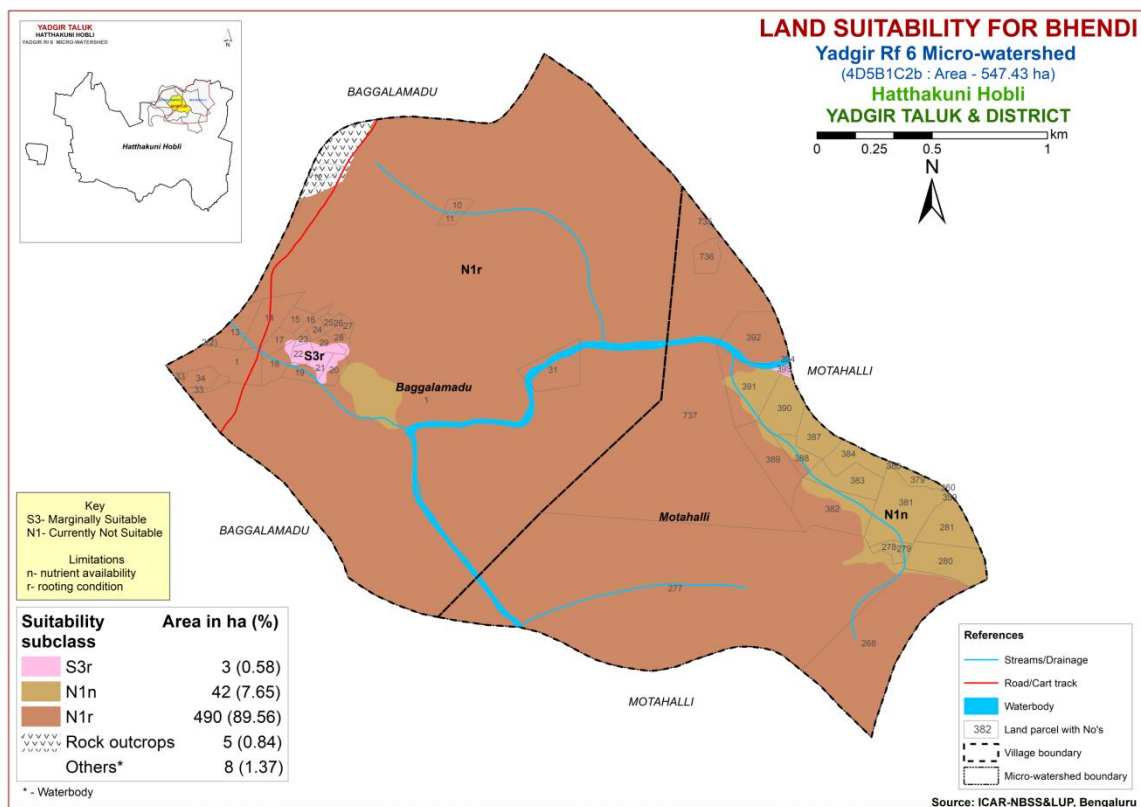 YADGIR TALUK
HATTHAKUNI HOBLI
YADGIR RF 6 MICRO-WATERSHED
N
Hatthakuni Hobli
LAND SUITABILITY FOR BHENDI
Yadgir Rf 6 Micro-watershed
(4D5B1C2b : Area - 547.43 ha)
Hatthakuni Hobli
YADGIR TALUK & DISTRICT
km
0 0.25 0.5 1
N
BAGGALAMADU
12
10
11
N1r
735
736
13
14
15 16 25 26 27
24
17 23 28
29
22 S3r
21 20
18 19
1
33 34
33
Baggalamadu
1
31
392
394
395
MOTAHALLI
391
390
737
387
389 388 384
383
385 379
360
399
382 381
N1n
281
278 279
280
Motahalli
277
268
BAGGALAMADU
MOTAHALLI
Key
S3- Marginally Suitable
N1- Currently Not Suitable
Limitations
n- nutrient availability
r- rooting condition
Suitability subclass Area in ha (%)
S3r 3 (0.58)
N1n 42 (7.65)
N1r 490 (89.56)
Rock outcrops 5 (0.84)
Others* 8 (1.37)
* - Waterbody
References
Streams/Drainage
Road/Cart track
Waterbody
382 Land parcel with No's
Village boundary
Micro-watershed boundary
Source: ICAR-NBSS&LUP, Bengaluru